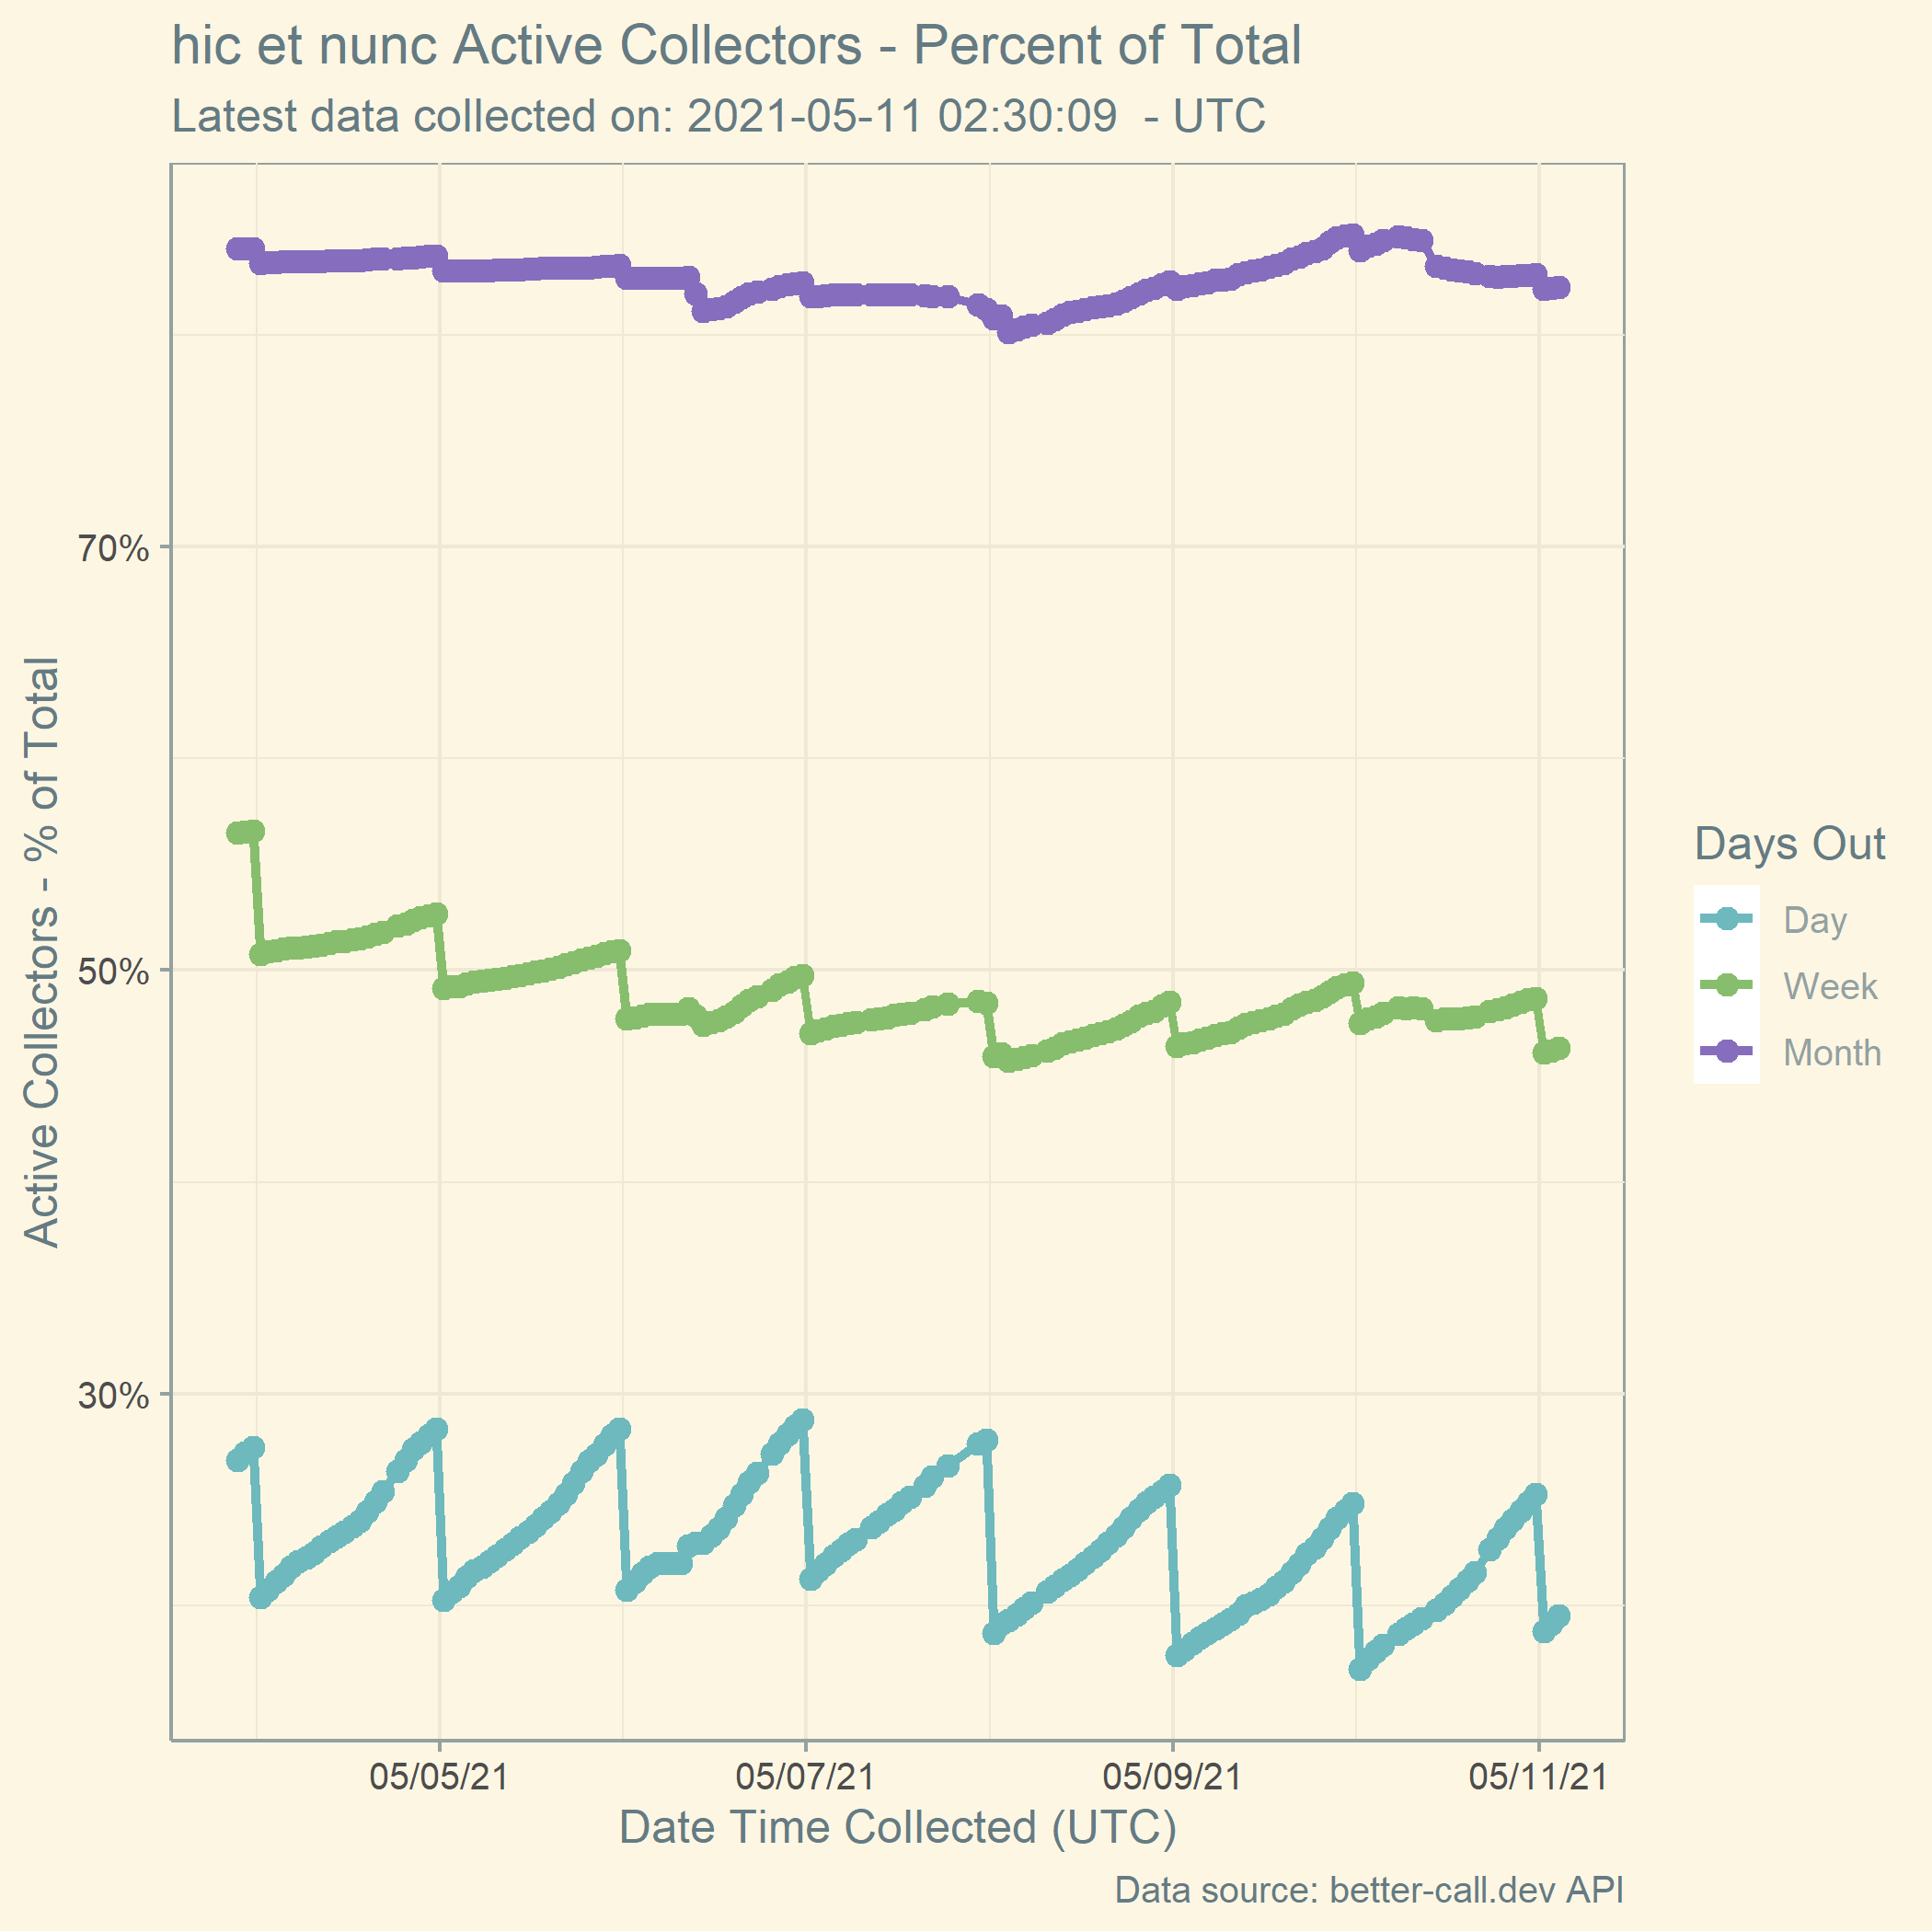 hic et nunc Active Collectors - Percent of Total
Latest data collected on: 2021-05-11 02:30:09  - UTC
Active Collectors - % of Total
70%
50%
30%
05/05/21
05/07/21
05/09/21
05/11/21
Date Time Collected (UTC)
Days Out
Day
Week
Month
Data source: better-call.dev API